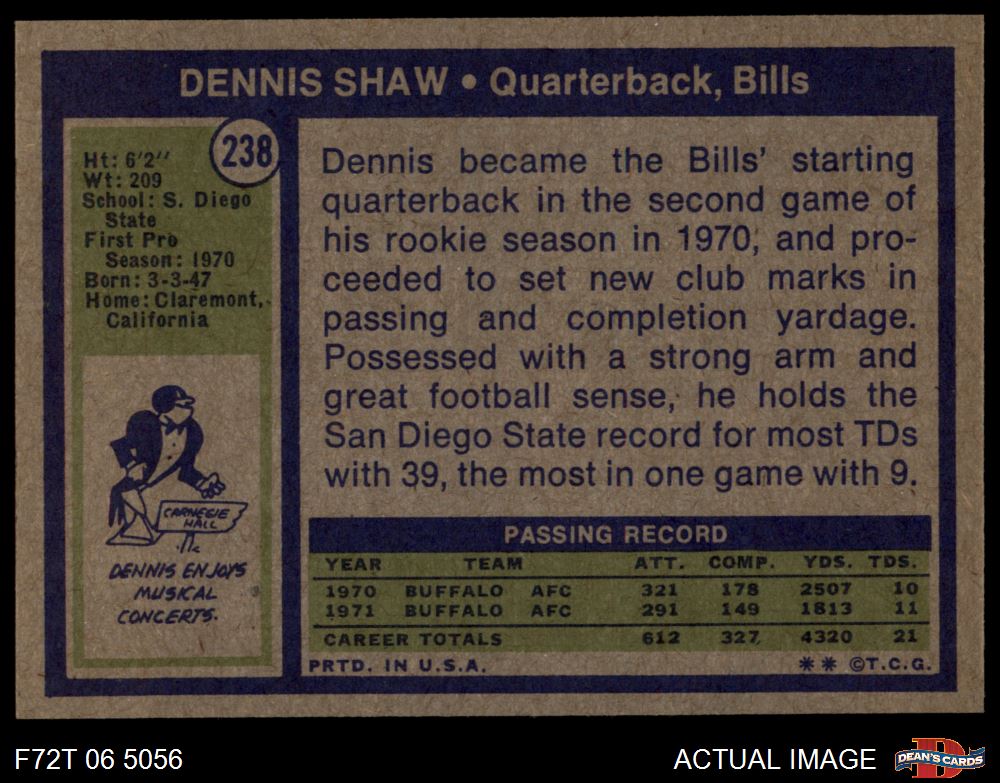 DENNIS SHAW • Quarterback, Bills
238
Ht: 6'2''
Wt: 209
School: S. Diego
State
First Pro
Season: 1970
Born: 3-3-47
Home: Claremont,
California
CARNEGIE
HALL
DENNIS ENJOYS
MUSICAL
CONCERTS.
Dennis became the Bills' starting
quarterback in the second game of
his rookie season in 1970, and pro-
ceeded to set new club marks in
passing and completion yardage.
Possessed with a strong arm and
great football sense, he holds the
San Diego State record for most TDs
with 39, the most in one game with 9.
PASSING RECORD
YEAR TEAM ATT. COMP. YDS. TDS.
1970 BUFFALO AFC 321 178 2507 10
1971 BUFFALO AFC 291 149 1813 11
CAREER TOTALS 612 327 4320 21
PRTD. IN U.S.A. ** ©T.C.G.
F72T 06 5056
ACTUAL IMAGE
D
DEAN'S CARDS